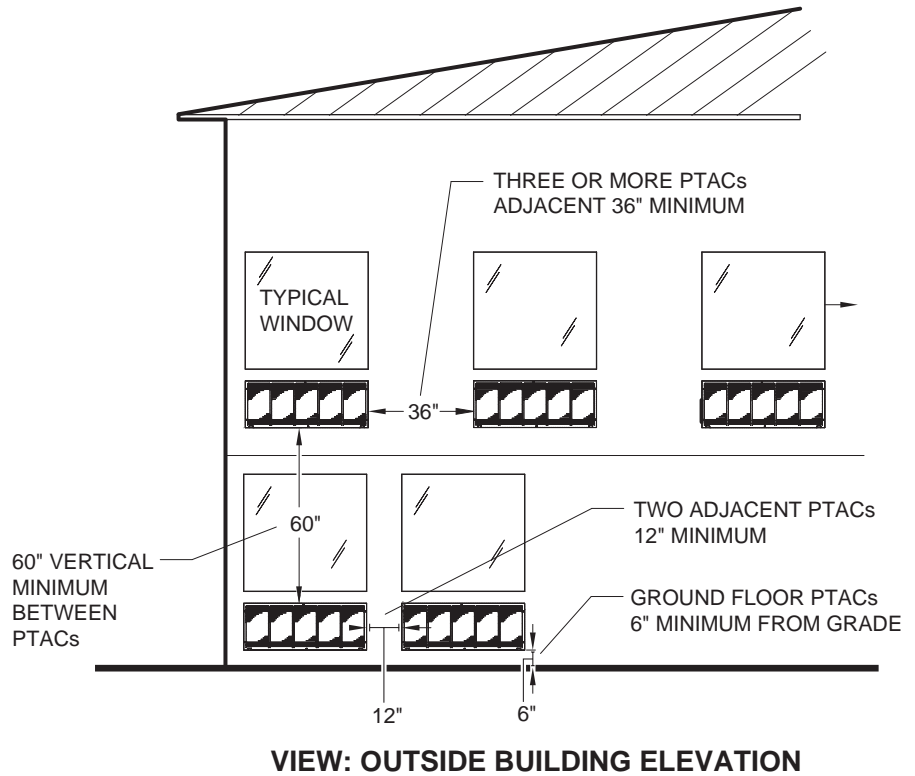 THREE OR MORE PTACs
ADJACENT 36" MINIMUM
TYPICAL
WINDOW
36"
60"
TWO ADJACENT PTACs
12" MINIMUM
60" VERTICAL
MINIMUM
BETWEEN
PTACs
GROUND FLOOR PTACs
6" MINIMUM FROM GRADE
12"
6"
VIEW: OUTSIDE BUILDING ELEVATION